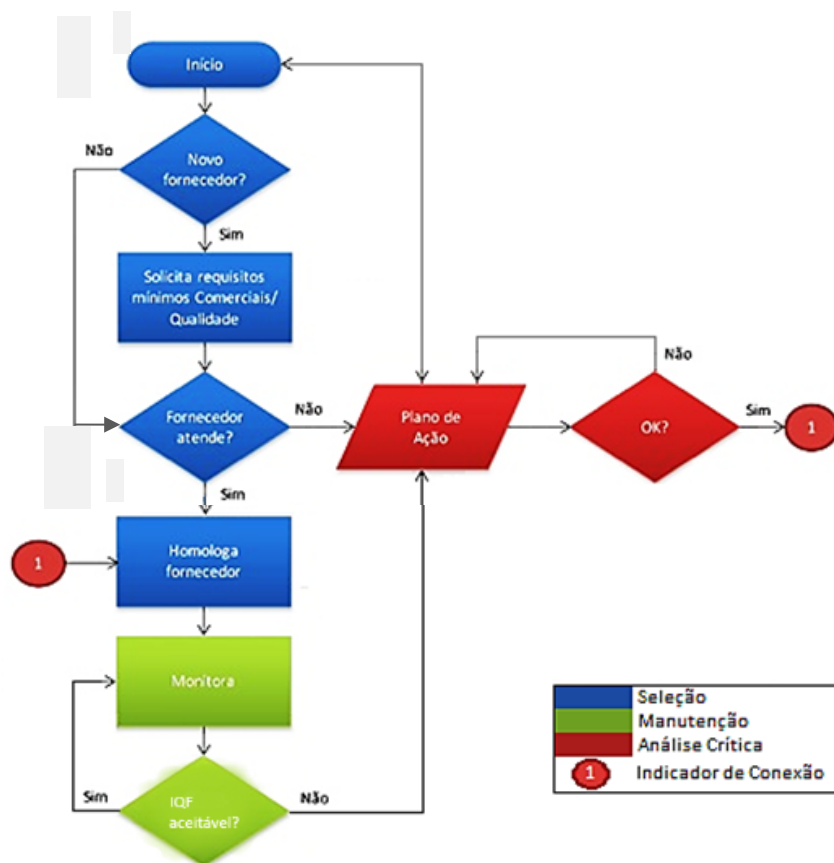 Início
Não
Novo
fornecedor?
Sim
Solicita requisitos
mínimos Comerciais/
Qualidade
Fornecedor
atende?
Não
Sim
Plano de
Ação
Não
OK?
Sim
1
1
Homologa
fornecedor
Monitora
Sim
IQF
aceitável?
Não
Seleção
Manutenção
Análise Crítica
1
Indicador de Conexão